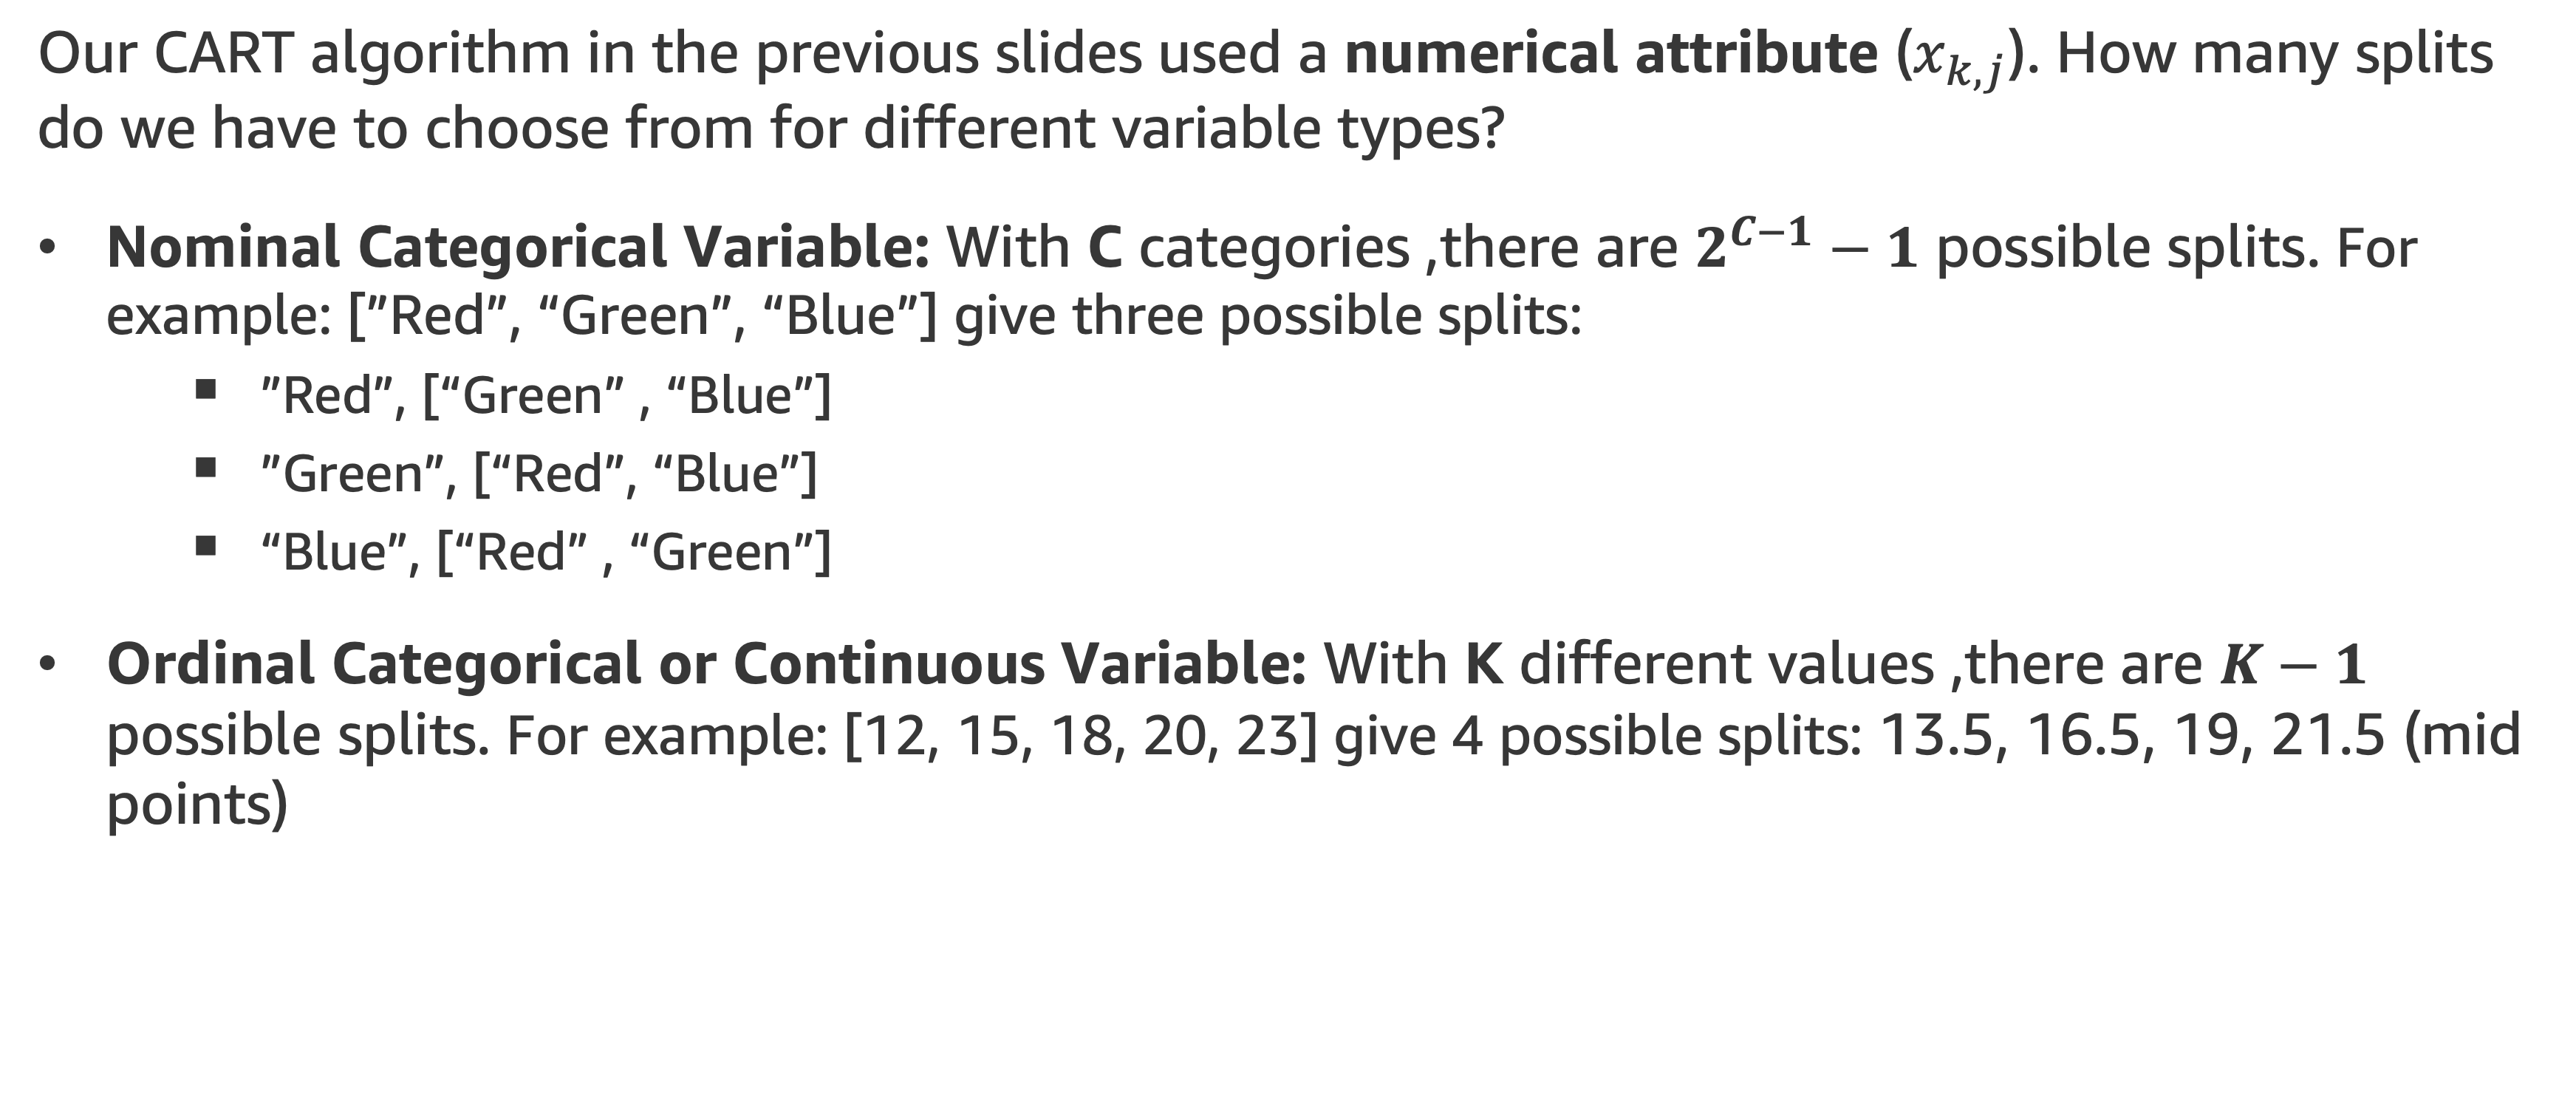 Our CART algorithm in the previous slides used a numerical attribute (x_{k,j}). How many splits
do we have to choose from for different variable types?
• Nominal Categorical Variable: With C categories ,there are 2^{C−1} − 1 possible splits. For
example: [”Red”, “Green”, “Blue”] give three possible splits:
■ ”Red”, [“Green” , “Blue”]
■ ”Green”, [“Red”, “Blue”]
■ “Blue”, [“Red” , “Green”]
• Ordinal Categorical or Continuous Variable: With K different values ,there are K − 1
possible splits. For example: [12, 15, 18, 20, 23] give 4 possible splits: 13.5, 16.5, 19, 21.5 (mid
points)